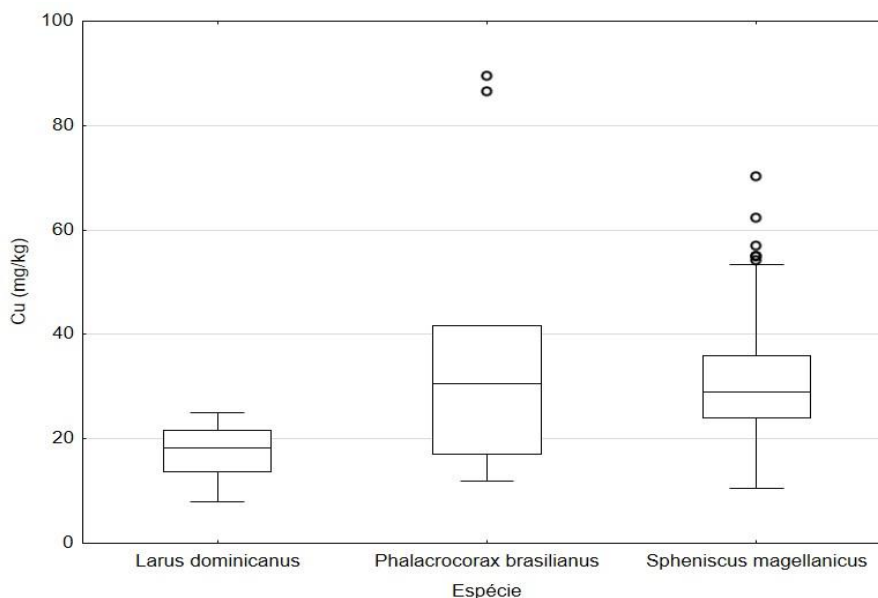 100
80
60
40
20
0
Cu (mg/kg)
Larus dominicanus Phalacrocorax brasilianus Spheniscus magellanicus
Espécie